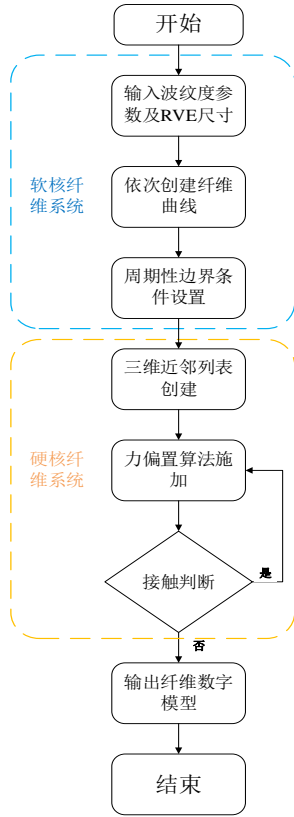 开始
输入波纹度参
数及RVE尺寸
软核纤
维系统
依次创建纤维
曲线
周期性边界条
件设置
三维近邻列表
创建
硬核纤
维系统
力偏置算法施
加
接触判断
是
否
输出纤维数字
模型
结束